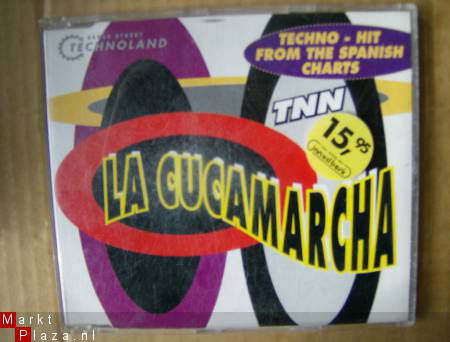 TECHNOLAND
TECHNO - HIT
FROM THE SPANISH
CHARTS
TNN
15,95
LA CUCAMARCHA
Markt
Plaza.nl